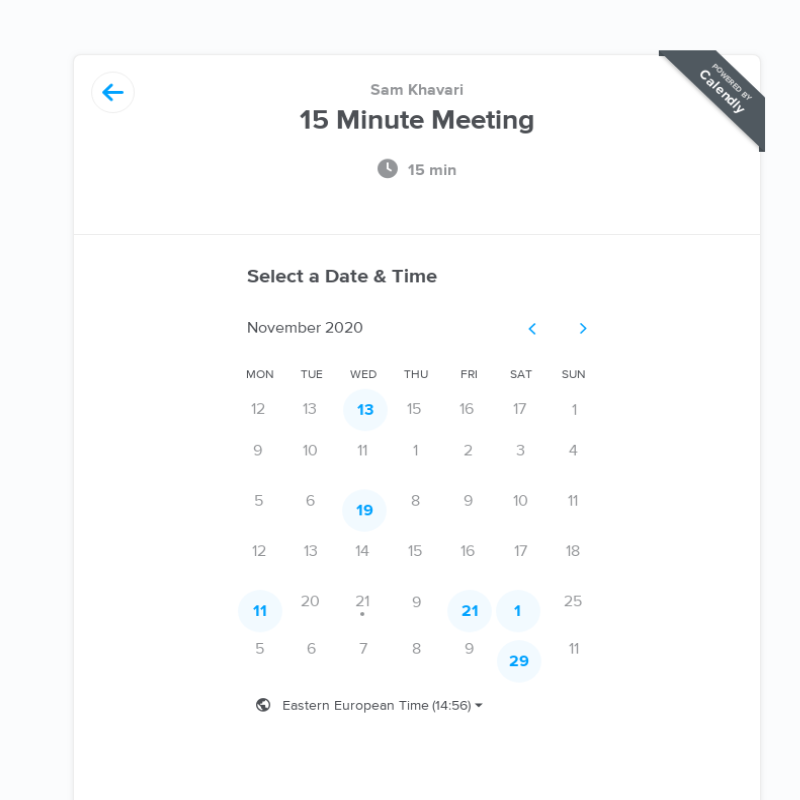 POWERED BY
Calendly
Sam Khavari
15 Minute Meeting
15 min
Select a Date & Time
November 2020
MON TUE WED THU FRI SAT SUN
12 13 13 15 16 17 1
9 10 11 1 2 3 4
5 6 19 8 9 10 11
12 13 14 15 16 17 18
11 20 21 9 21 1 25
5 6 7 8 9 29 11
Eastern European Time (14:56)